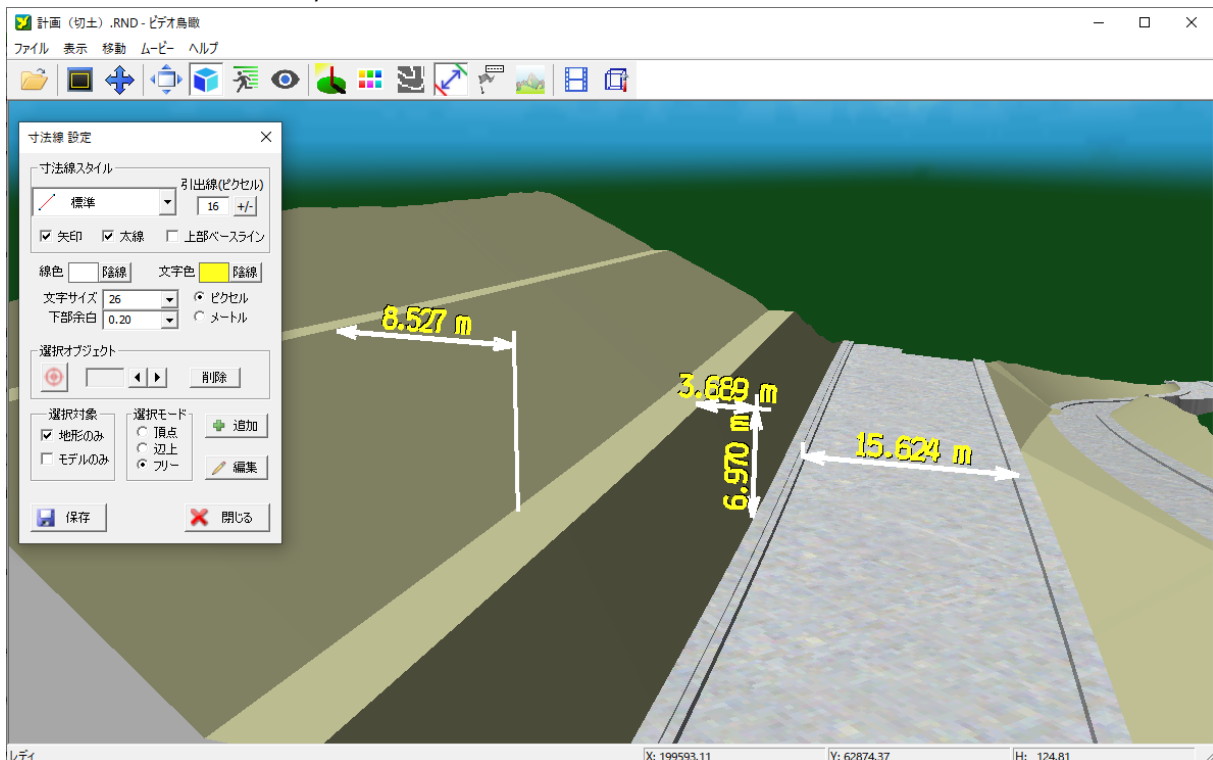 計画（切土）.RND - ビデオ鳥瞰
ファイル 表示 移動 ムービー ヘルプ
寸法線 設定
寸法線スタイル
引出線(ピクセル)
標準
16 +/-
矢印 太線 上部ベースライン
線色 陰線 文字色 陰線
文字サイズ 26 ピクセル
下部余白 0.20 メートル
選択オブジェクト
削除
選択対象 選択モード
地形のみ 頂点 追加
モデルのみ 辺上
フリー 編集
保存 閉じる
8.527 m
3.689 m
6.970 m
15.624 m
レディ X: 199593.11 Y: 62874.37 H: 124.81